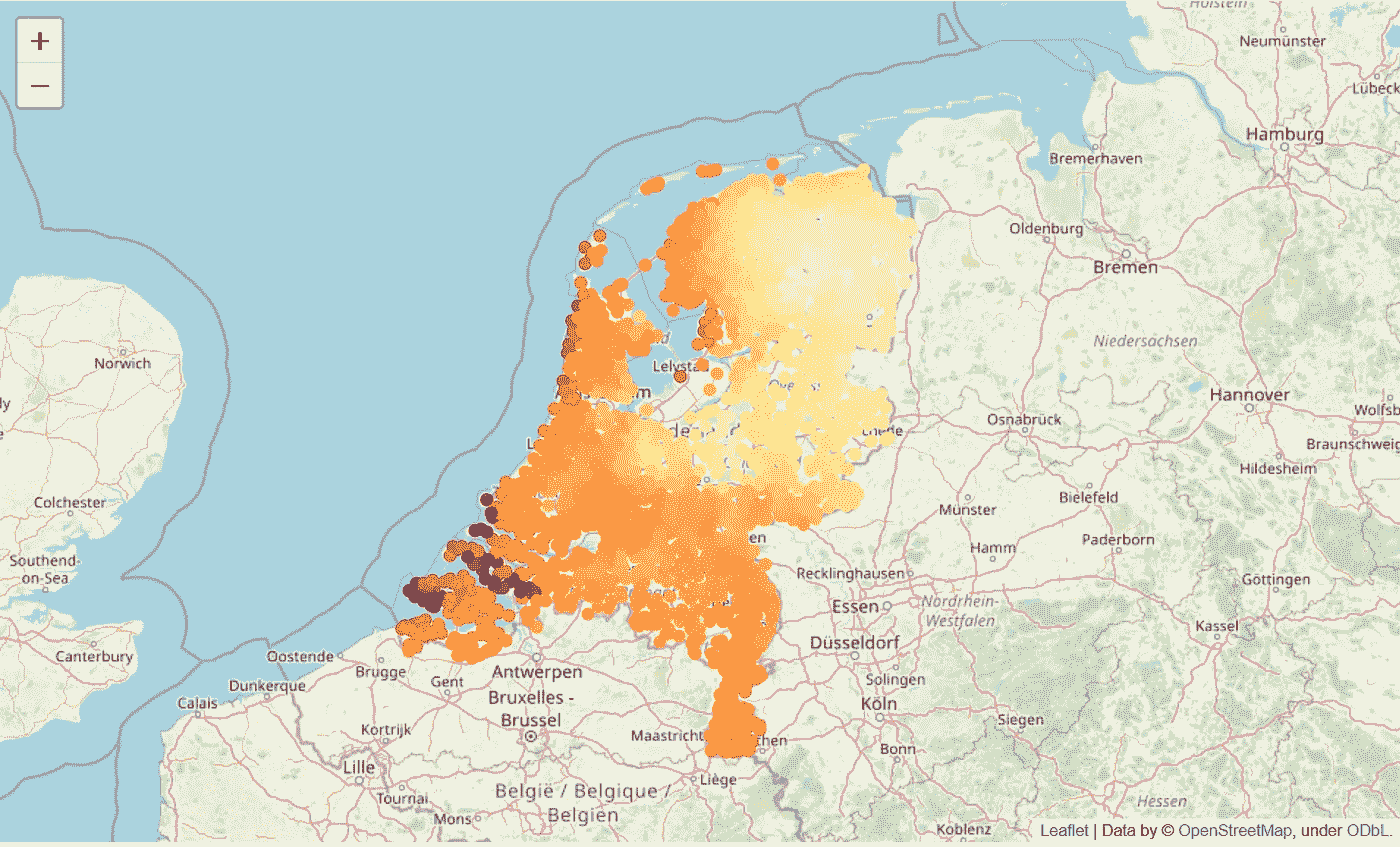 +
−
Holstein
Neumünster
Lübeck
Hamburg
Bremerhaven
Oldenburg
Bremen
Norwich
Niedersachsen
Lelysta
Hannover
Osnabrück
Wolfsb
Braunschweig
Hildesheim
Colchester
Münster
Bielefeld
Hamm
Paderborn
Southend-
on-Sea
Recklinghausen
Göttingen
Essen
Nordrhein-
Westfalen
Kassel
Canterbury
Düsseldorf
Oostende
Brugge
Gent
Antwerpen
Solingen
Dunkerque
Calais
Bruxelles -
Brussel
Köln
Siegen
Kortrijk
Maastricht
chen
Bonn
Lille
Liège
Tournai
België / Belgique /
Belgien
Hessen
Mons
Koblenz
Leaflet | Data by © OpenStreetMap, under ODbL.